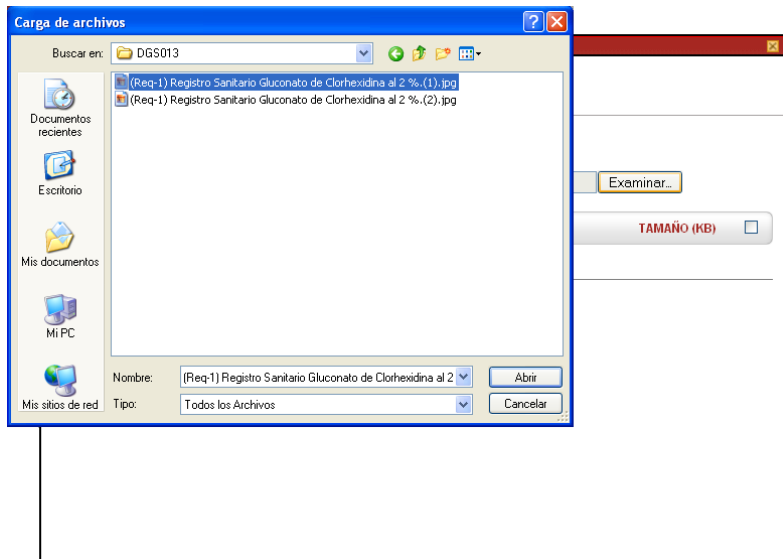 Carga de archivos
Buscar en: DGS013
(Req-1) Registro Sanitario Gluconato de Clorhexidina al 2 %.(1).jpg
(Req-1) Registro Sanitario Gluconato de Clorhexidina al 2 %.(2).jpg
Documentos
recientes
Escritorio
Mis documentos
Mi PC
Mis sitios de red
Nombre: (Req-1) Registro Sanitario Gluconato de Clorhexidina al 2 Abrir
Tipo: Todos los Archivos Cancelar
Examinar...
TAMAÑO (KB)